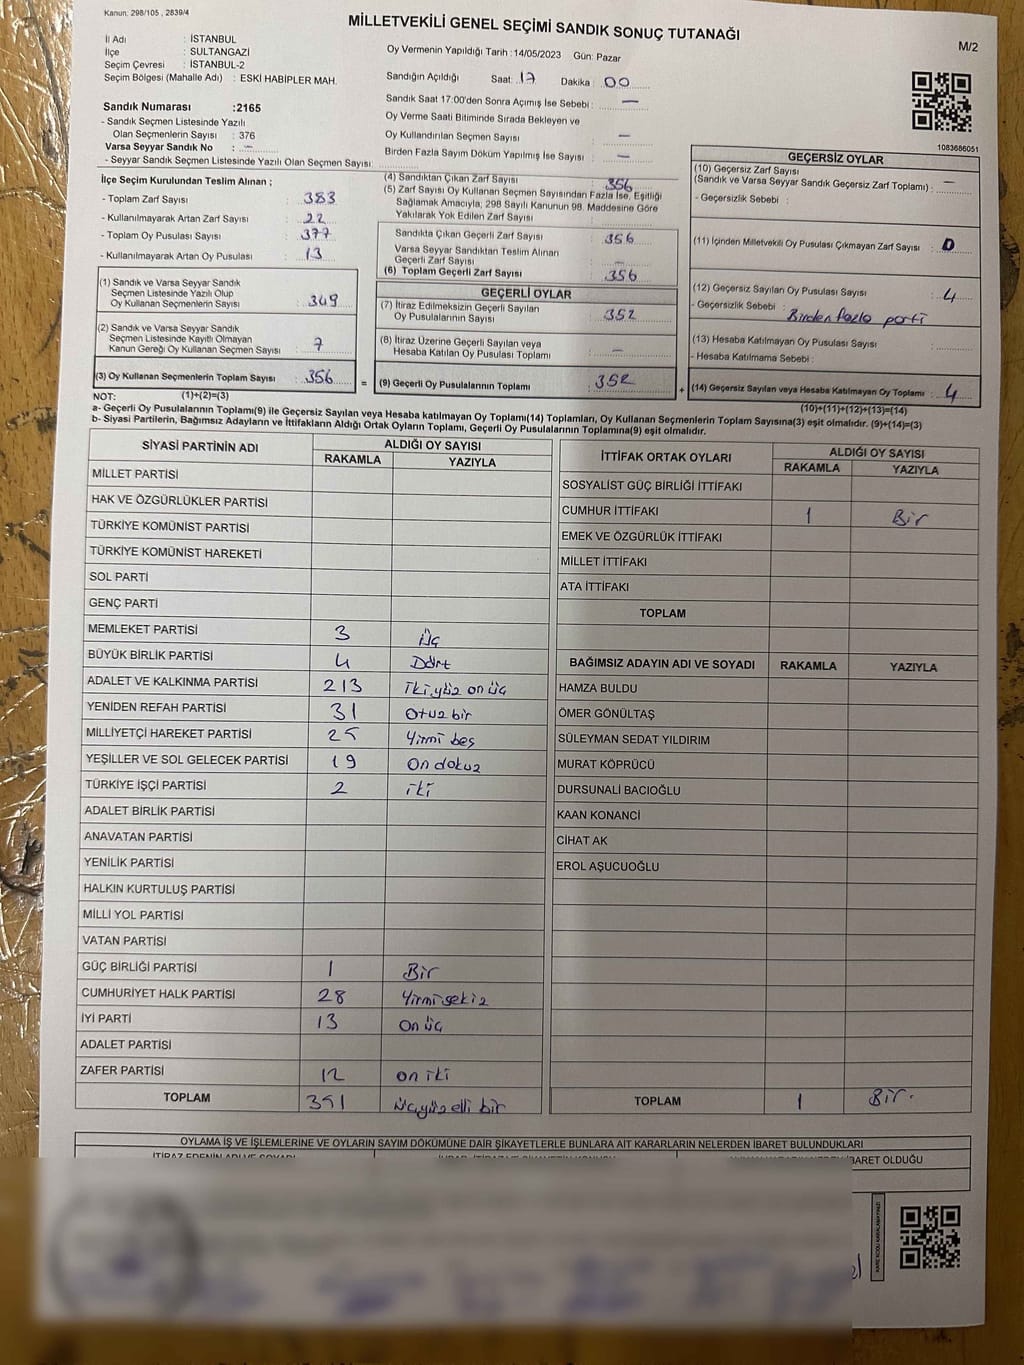 Kanun: 298/105 , 2839/4
MİLLETVEKİLİ GENEL SEÇİMİ SANDIK SONUÇ TUTANAĞI
M/2
İl Adı : İSTANBUL
İlçe : SULTANGAZİ
Seçim Çevresi : İSTANBUL-2
Seçim Bölgesi (Mahalle Adı) : ESKİ HABİPLER MAH.
Oy Vermenin Yapıldığı Tarih :14/05/2023 Gün: Pazar
Sandığın Açıldığı Saat: 17 Dakika : 00
Sandık Saat 17:00'den Sonra Açımış İse Sebebi : —
Oy Verme Saati Bitiminde Sırada Bekleyen ve
Oy Kullandırılan Seçmen Sayısı : —
Birden Fazla Sayım Döküm Yapılmış İse Sayısı : —
Sandık Numarası :2165
- Sandık Seçmen Listesinde Yazılı
Olan Seçmenlerin Sayısı : 376
Varsa Seyyar Sandık No : —
- Seyyar Sandık Seçmen Listesinde Yazılı Olan Seçmen Sayısı:
1083686051
İlçe Seçim Kurulundan Teslim Alınan ;
- Toplam Zarf Sayısı : 383
- Kullanılmayarak Artan Zarf Sayısı : 22
- Toplam Oy Pusulası Sayısı : 377
- Kullanılmayarak Artan Oy Pusulası : 13
(1) Sandık ve Varsa Seyyar Sandık
Seçmen Listesinde Yazılı Olup
Oy Kullanan Seçmenlerin Sayısı : 349
(2) Sandık ve Varsa Seyyar Sandık
Seçmen Listesinde Kayıtlı Olmayan
Kanun Gereği Oy Kullanan Seçmen Sayısı : 7
(3) Oy Kullanan Seçmenlerin Toplam Sayısı : 356
(4) Sandıktan Çıkan Zarf Sayısı : 356
(5) Zarf Sayısı Oy Kullanan Seçmen Sayısından Fazla İse, Eşitliği
Sağlamak Amacıyla; 298 Sayılı Kanunun 98. Maddesine Göre
Yakılarak Yok Edilen Zarf Sayısı :
Sandıkta Çıkan Geçerli Zarf Sayısı : 356
Varsa Seyyar Sandıktan Teslim Alınan
Geçerli Zarf Sayısı : —
(6) Toplam Geçerli Zarf Sayısı : 356
GEÇERLİ OYLAR
(7) İtiraz Edilmeksizin Geçerli Sayılan
Oy Pusulalarının Sayısı : 352
(8) İtiraz Üzerine Geçerli Sayılan veya
Hesaba Katılan Oy Pusulası Toplamı : —
= (9) Geçerli Oy Pusulalarının Toplamı : 352
GEÇERSİZ OYLAR
(10) Geçersiz Zarf Sayısı
(Sandık ve Varsa Seyyar Sandık Geçersiz Zarf Toplamı) : —
- Geçersizlik Sebebi :
(11) İçinden Milletvekili Oy Pusulası Çıkmayan Zarf Sayısı : 0
(12) Geçersiz Sayılan Oy Pusulası Sayısı : 4
- Geçersizlik Sebebi : Birden fazla parti
(13) Hesaba Katılmayan Oy Pusulası Sayısı :
- Hesaba Katılmama Sebebi :
+ (14) Geçersiz Sayılan veya Hesaba Katılmayan Oy Toplamı : 4
NOT: (1)+(2)=(3)
(10)+(11)+(12)+(13)=(14)
a- Geçerli Oy Pusulalarının Toplamı(9) ile Geçersiz Sayılan veya Hesaba katılmayan Oy Toplamı(14) Toplamları, Oy Kullanan Seçmenlerin Toplam Sayısına(3) eşit olmalıdır. (9)+(14)=(3)
b- Siyasi Partilerin, Bağımsız Adayların ve İttifakların Aldığı Ortak Oyların Toplamı, Geçerli Oy Pusulalarının Toplamına(9) eşit olmalıdır.
SİYASİ PARTİNİN ADI ALDIĞI OY SAYISI
RAKAMLA YAZIYLA
MİLLET PARTİSİ
HAK VE ÖZGÜRLÜKLER PARTİSİ
TÜRKİYE KOMÜNİST PARTİSİ
TÜRKİYE KOMÜNİST HAREKETİ
SOL PARTİ
GENÇ PARTİ
MEMLEKET PARTİSİ 3 üç
BÜYÜK BİRLİK PARTİSİ 4 Dört
ADALET VE KALKINMA PARTİSİ 213 ikiyüz on üç
YENİDEN REFAH PARTİSİ 31 Otuz bir
MİLLİYETÇİ HAREKET PARTİSİ 25 Yirmi beş
YEŞİLLER VE SOL GELECEK PARTİSİ 19 On dokuz
TÜRKİYE İŞÇİ PARTİSİ 2 iki
ADALET BİRLİK PARTİSİ
ANAVATAN PARTİSİ
YENİLİK PARTİSİ
HALKIN KURTULUŞ PARTİSİ
MİLLİ YOL PARTİSİ
VATAN PARTİSİ
GÜÇ BİRLİĞİ PARTİSİ 1 Bir
CUMHURİYET HALK PARTİSİ 28 Yirmi sekiz
İYİ PARTİ 13 On üç
ADALET PARTİSİ
ZAFER PARTİSİ 12 on iki
TOPLAM 351 üçyüz elli bir
İTTİFAK ORTAK OYLARI ALDIĞI OY SAYISI
RAKAMLA YAZIYLA
SOSYALİST GÜÇ BİRLİĞİ İTTİFAKI
CUMHUR İTTİFAKI 1 Bir
EMEK VE ÖZGÜRLÜK İTTİFAKI
MİLLET İTTİFAKI
ATA İTTİFAKI
TOPLAM
BAĞIMSIZ ADAYIN ADI VE SOYADI RAKAMLA YAZIYLA
HAMZA BULDU
ÖMER GÖNÜLTAŞ
SÜLEYMAN SEDAT YILDIRIM
MURAT KÖPRÜCÜ
DURSUNALİ BACIOĞLU
KAAN KONANCİ
CİHAT AK
EROL AŞUCUOĞLU
TOPLAM 1 Bir.
OYLAMA İŞ VE İŞLEMLERİNE VE OYLARIN SAYIM DÖKÜMÜNE DAİR ŞİKAYETLERLE BUNLARA AİT KARARLARIN NELERDEN İBARET BULUNDUKLARI
İTİRAZ EDENİN ADI VE SOYADI
İBARET OLDUĞU